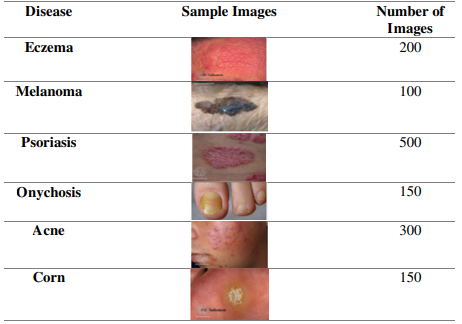 Disease Sample Images Number of
Images
Eczema 200
Melanoma 100
Psoriasis 500
Onychosis 150
Acne 300
Corn 150